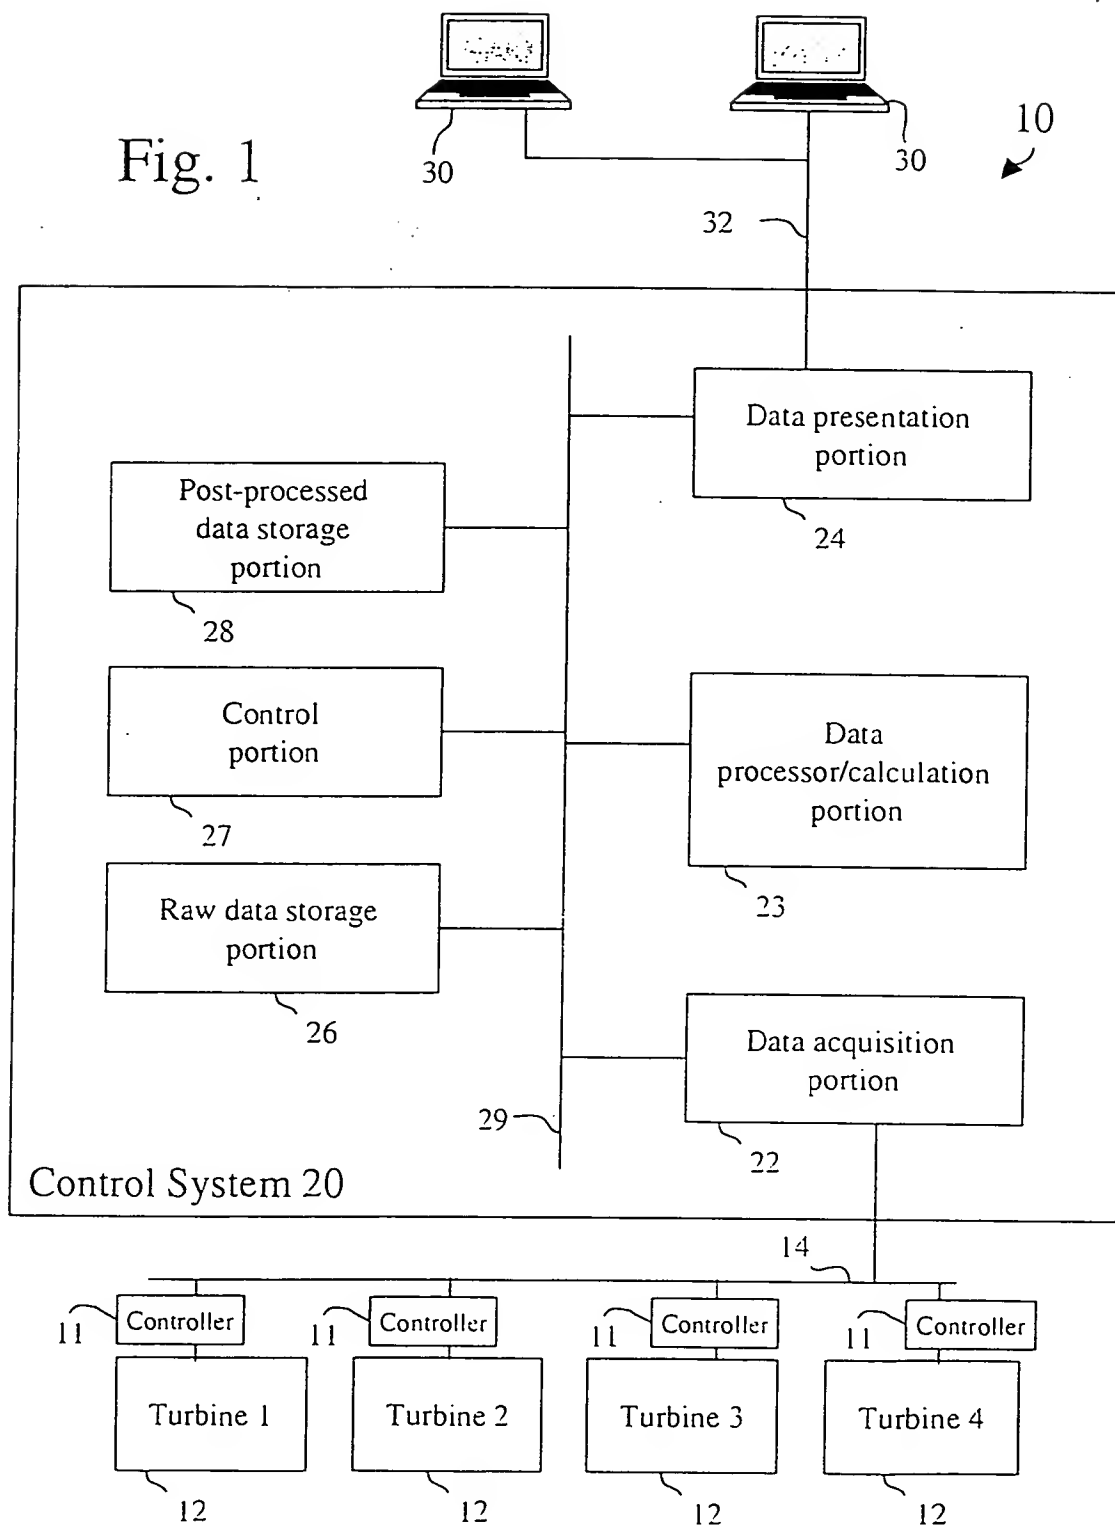 Fig. 1
30
30
10
32
Data presentation
portion
24
Post-processed
data storage
portion
28
Control
portion
27
Data
processor/calculation
portion
23
Raw data storage
portion
26
Data acquisition
portion
22
29
Control System 20
14
11
Controller
11
Controller
11
Controller
11
Controller
Turbine 1
Turbine 2
Turbine 3
Turbine 4
12
12
12
12